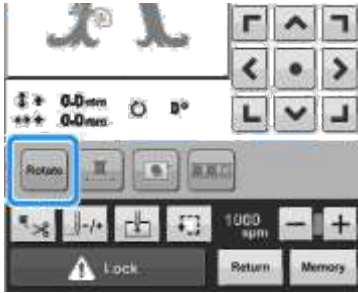 0.0mm
0.0mm 0°
Rotate
-/+
1000
spm - +
Lock Return Memory